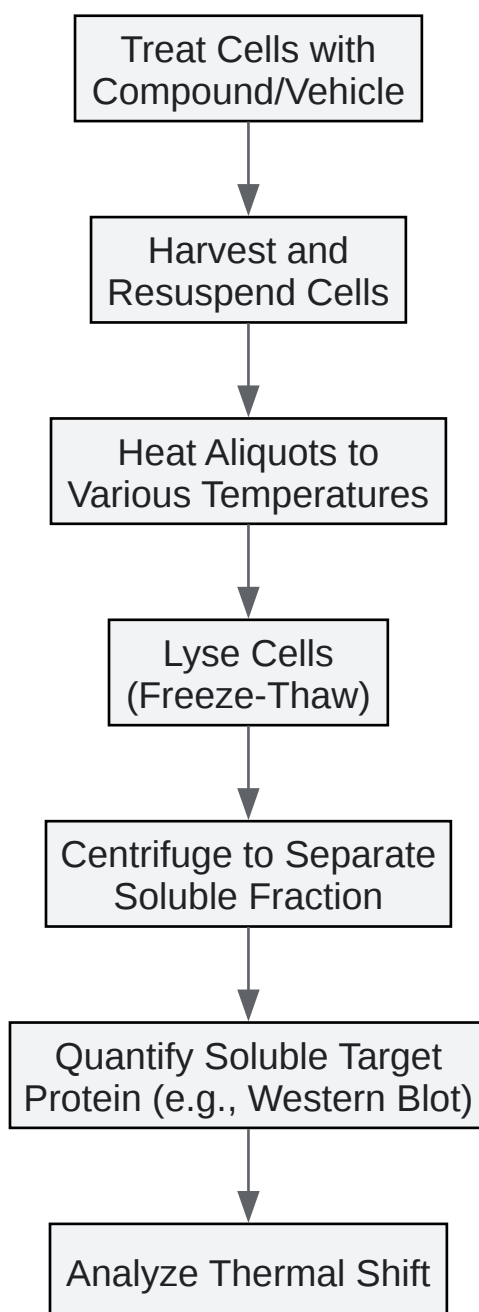 Treat Cells with
Compound/Vehicle
Harvest and
Resuspend Cells
Heat Aliquots to
Various Temperatures
Lyse Cells
(Freeze-Thaw)
Centrifuge to Separate
Soluble Fraction
Quantify Soluble Target
Protein (e.g., Western Blot)
Analyze Thermal Shift